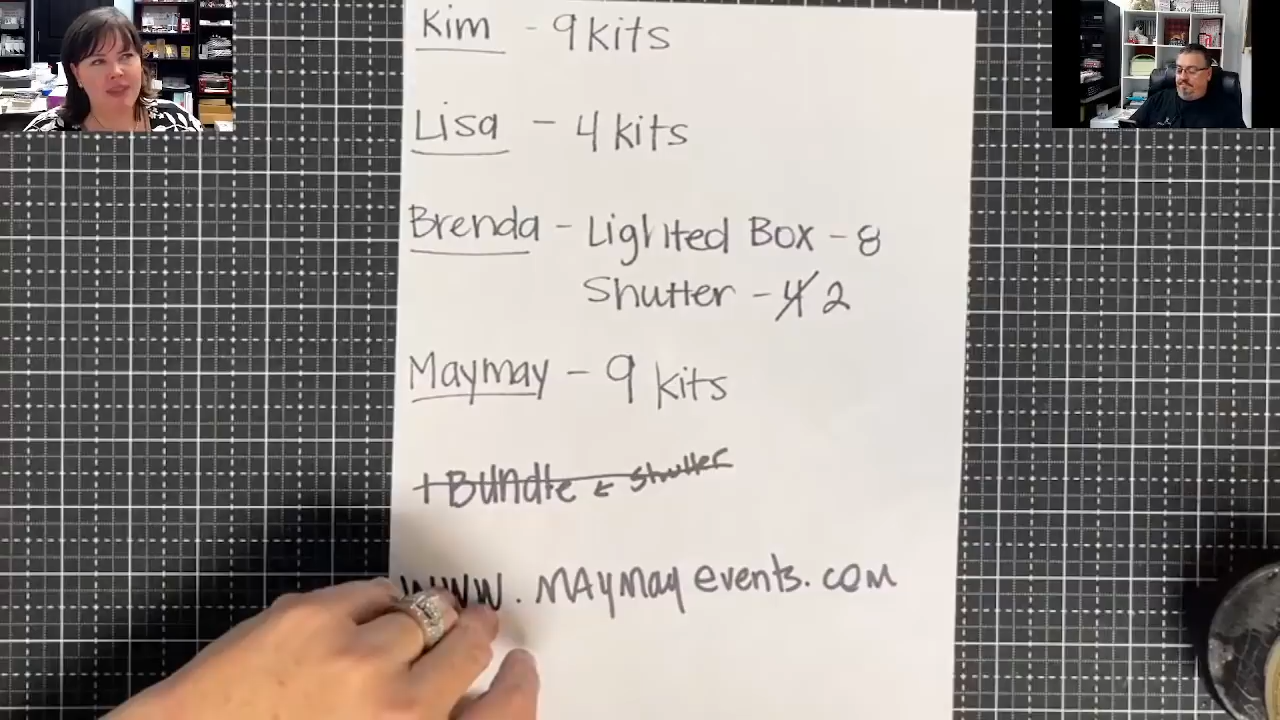 Kim - 9 kits
Lisa - 4 kits
Brenda - Lighted Box - 8
Shutter - 4 2
Maymay - 9 kits
+ Bundle ← shutter
www.maymayevents.com